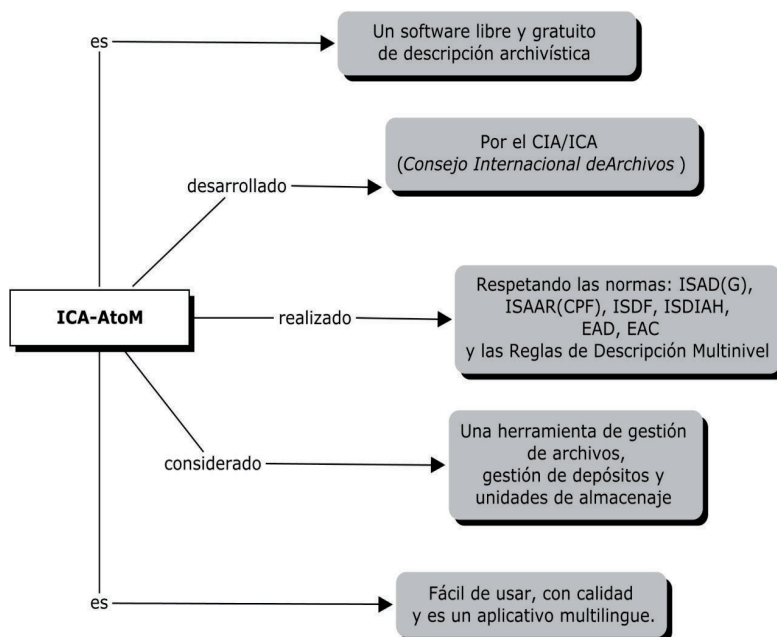 es
Un software libre y gratuito
de descripción archivística
desarrollado
Por el CIA/ICA
(Consejo Internacional deArchivos )
ICA-AtoM
realizado
Respetando las normas: ISAD(G),
ISAAR(CPF), ISDF, ISDIAH,
EAD, EAC
y las Reglas de Descripción Multinivel
considerado
Una herramienta de gestión
de archivos,
gestión de depósitos y
unidades de almacenaje
es
Fácil de usar, con calidad
y es un aplicativo multilingue.